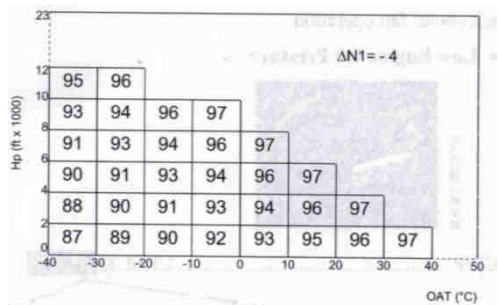 23
ΔN1= -4
12
95 96
10
93 94 96 97
8
91 93 94 96 97
6
90 91 93 94 96 97
4
88 90 91 93 94 96 97
2
87 89 90 92 93 95 96 97
0
-40 -30 -20 -10 0 10 20 30 40 50
Hp (ft x 1000)
OAT (°C)